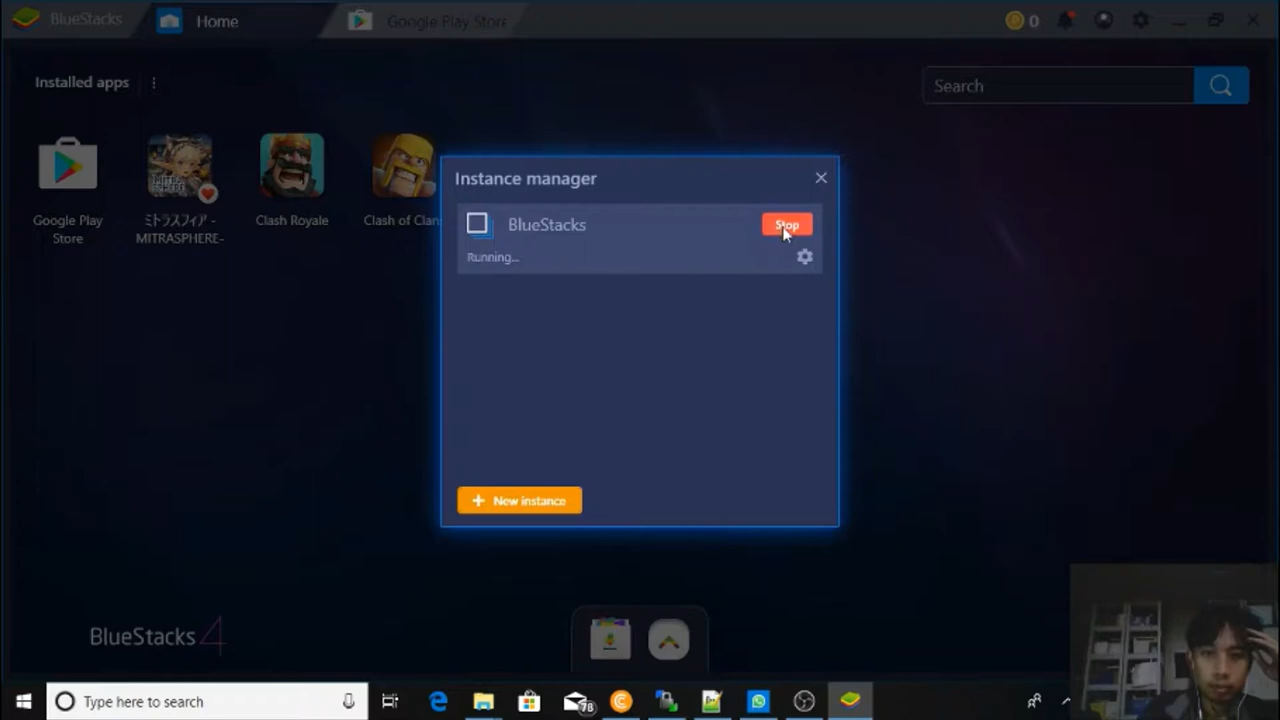 BlueStacks
Home
Google Play Store
0
Installed apps
Search
Instance manager
BlueStacks
Stop
Running...
Google Play
Store
ミトラスフィア -
MITRASPHERE-
Clash Royale
Clash of Clans
New instance
BlueStacks 4
Type here to search
78